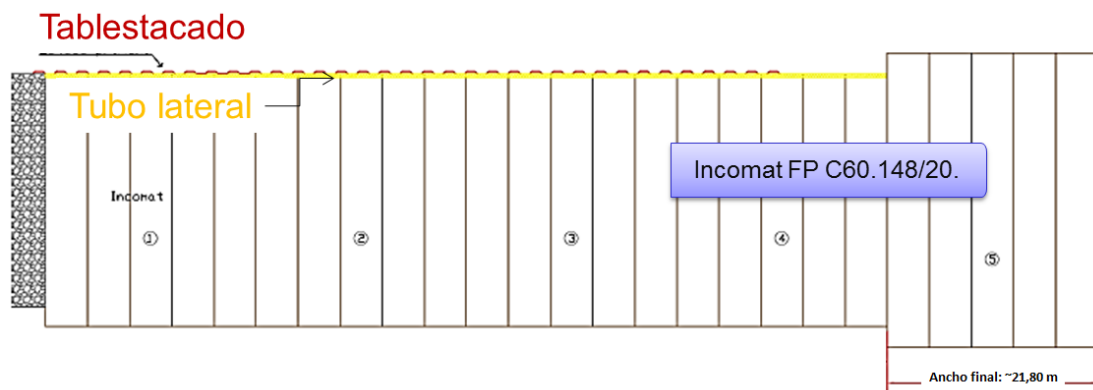 Tablestacado
Tubo lateral
Incomat FP C60.148/20.
Incomat
①
②
③
④
⑤
Ancho final: ~21,80 m